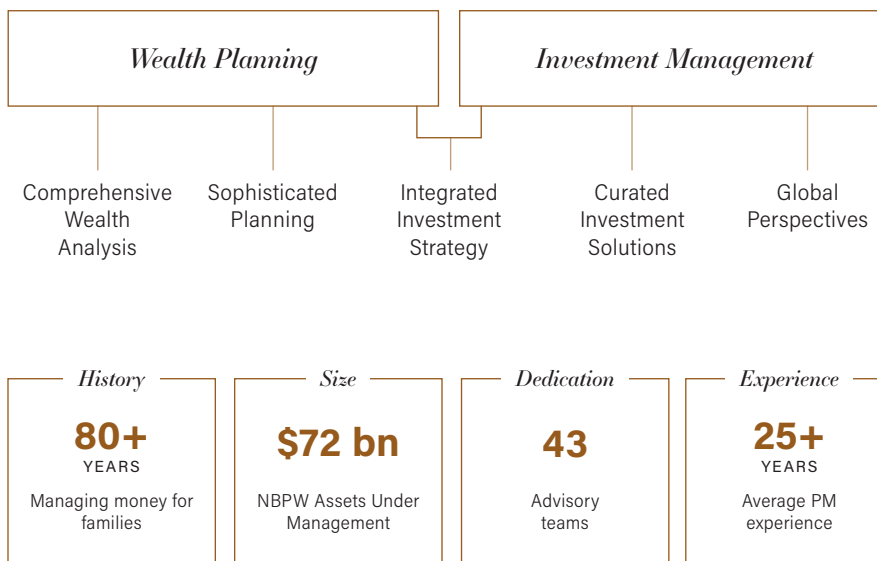 Wealth Planning
Investment Management
Comprehensive
Wealth
Analysis
Sophisticated
Planning
Integrated
Investment
Strategy
Curated
Investment
Solutions
Global
Perspectives
History
80+
YEARS
Managing money for
families
Size
$72 bn
NBPW Assets Under
Management
Dedication
43
Advisory
teams
Experience
25+
YEARS
Average PM
experience